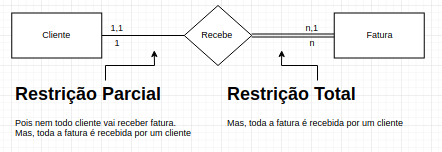 Cliente
1,1
1
Recebe
n,1
n
Fatura
Restrição Parcial
Pois nem todo cliente vai receber fatura.
Mas, toda a fatura é recebida por um cliente
Restrição Total
Mas, toda a fatura é recebida por um cliente